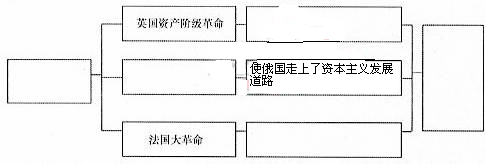 英国资产阶级革命
使俄国走上了资本主义发展
道路
法国大革命